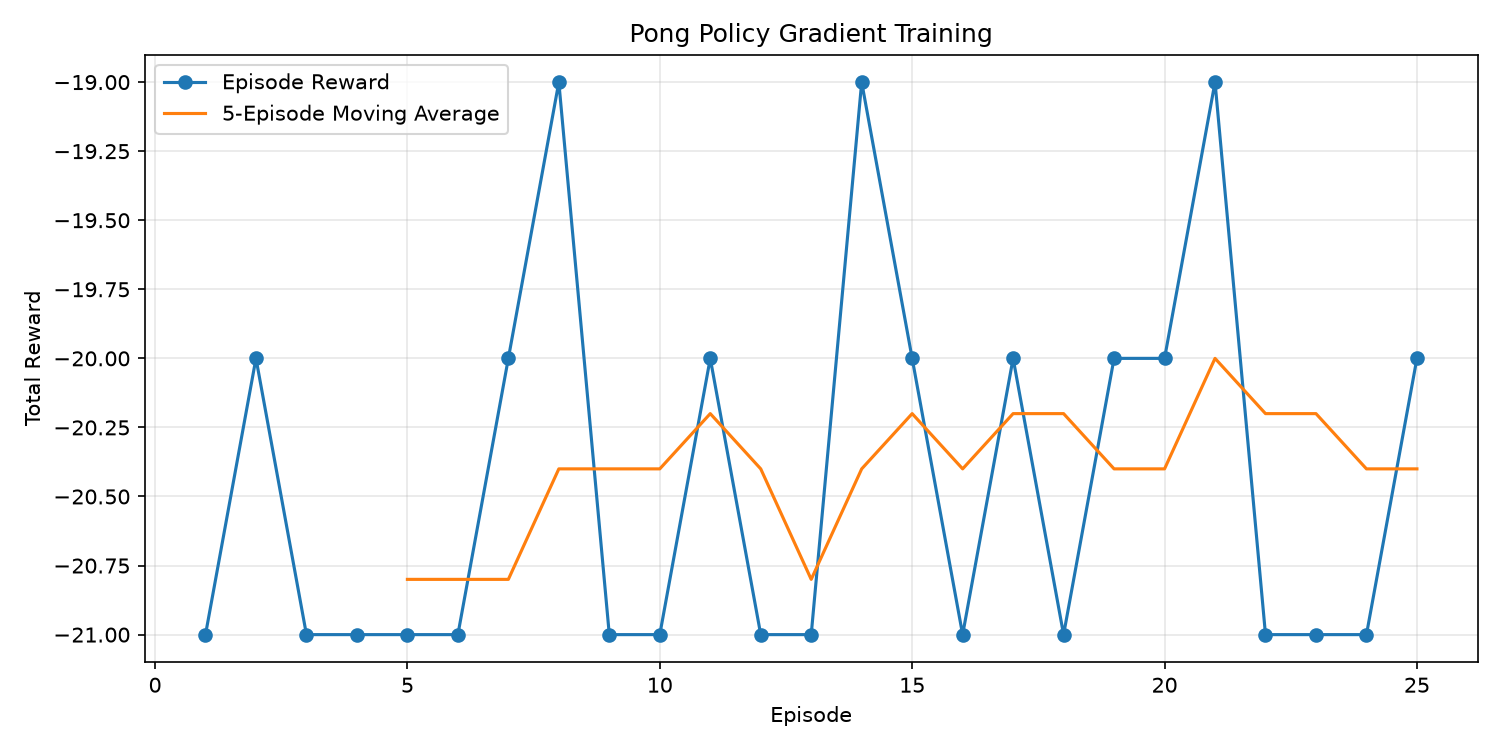 Pong Policy Gradient Training
Episode Reward
5-Episode Moving Average
Total Reward
−19.00
−19.25
−19.50
−19.75
−20.00
−20.25
−20.50
−20.75
−21.00
0 5 10 15 20 25
Episode